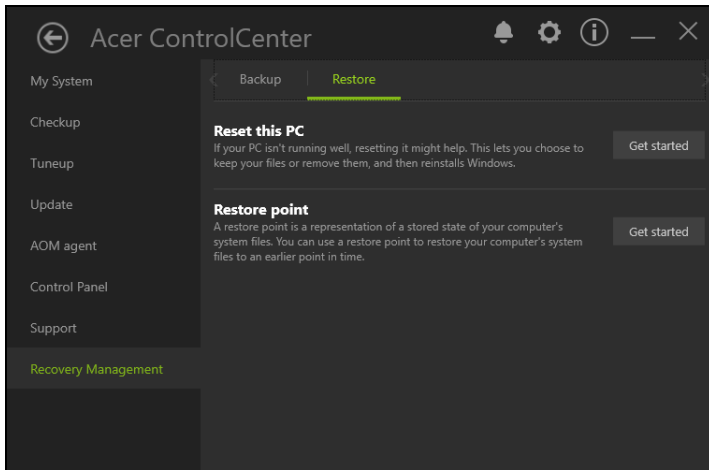 Acer ControlCenter
My System
Checkup
Tuneup
Update
AOM agent
Control Panel
Support
Recovery Management
Backup
Restore
Reset this PC
If your PC isn't running well, resetting it might help. This lets you choose to
keep your files or remove them, and then reinstalls Windows.
Get started
Restore point
A restore point is a representation of a stored state of your computer's
system files. You can use a restore point to restore your computer's system
files to an earlier point in time.
Get started